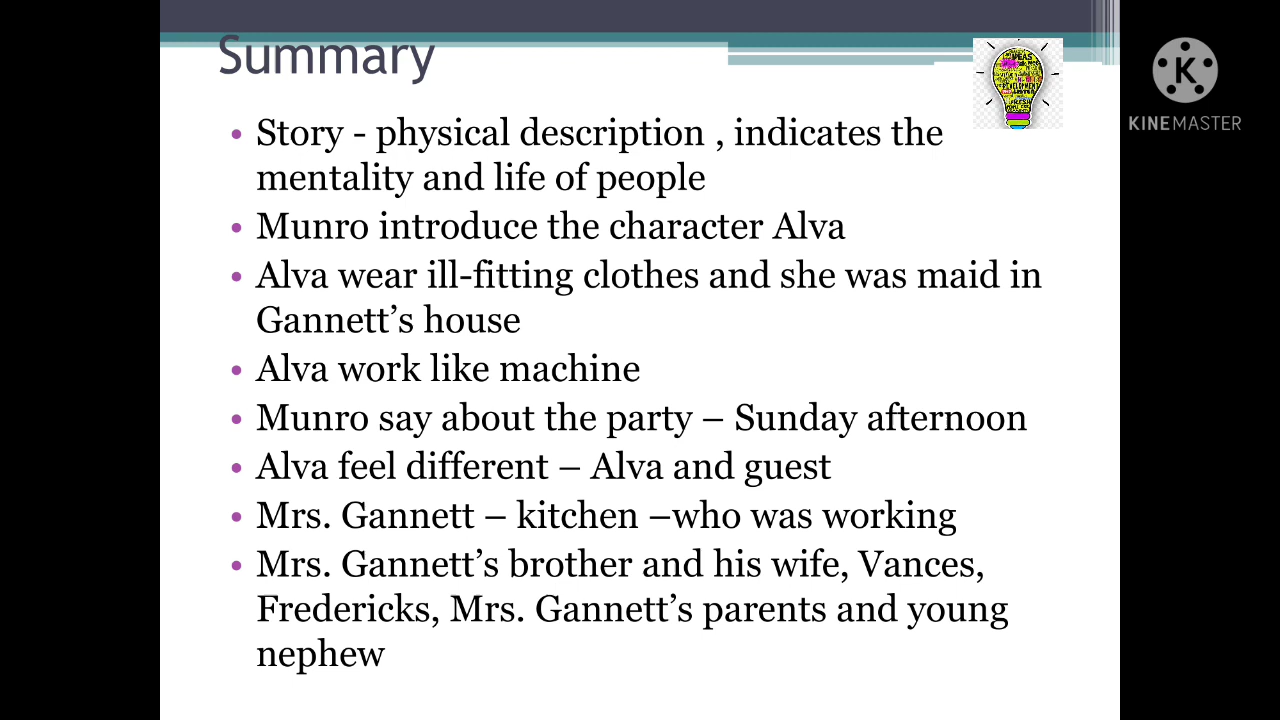 Summary
• Story - physical description , indicates the
mentality and life of people
• Munro introduce the character Alva
• Alva wear ill-fitting clothes and she was maid in
Gannett’s house
• Alva work like machine
• Munro say about the party – Sunday afternoon
• Alva feel different – Alva and guest
• Mrs. Gannett – kitchen –who was working
• Mrs. Gannett’s brother and his wife, Vances,
Fredericks, Mrs. Gannett’s parents and young
nephew
IDEAS
DEVELOPMENT
K
KINEMASTER